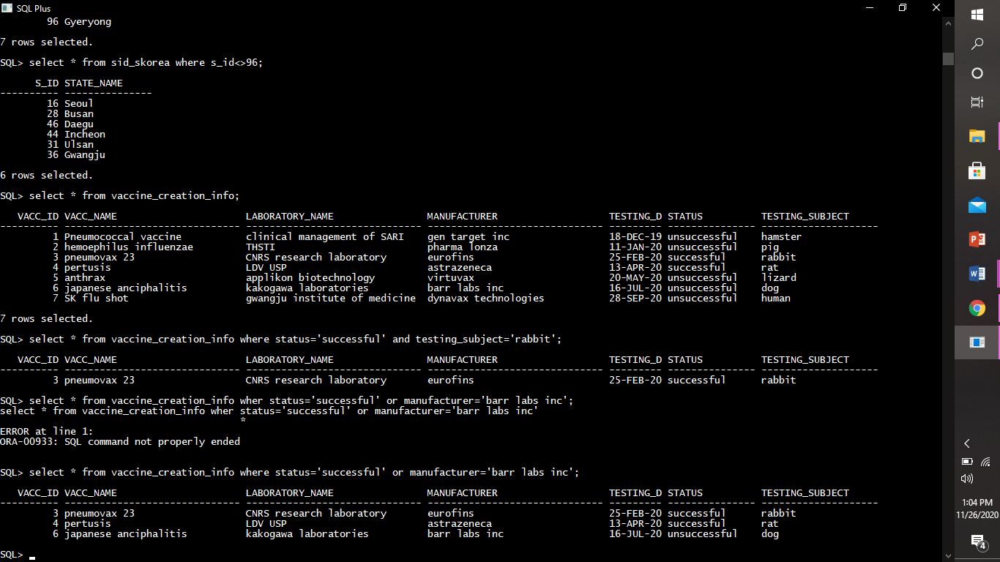 SQL Plus
        96 Gyeryong
7 rows selected.
SQL> select * from sid_skorea where s_id<>96;
      S_ID STATE_NAME
---------- ---------------
        16 Seoul
        28 Busan
        46 Daegu
        44 Incheon
        31 Ulsan
        36 Gwangju
6 rows selected.
SQL> select * from vaccine_creation_info;
   VACC_ID VACC_NAME                      LABORATORY_NAME                MANUFACTURER                   TESTING_D STATUS          TESTING_SUBJECT
---------- ------------------------------ ------------------------------ ------------------------------ --------- --------------- --------------------
         1 Pneumococcal vaccine           clinical management of SARI    gen target inc                 18-DEC-19 unsuccessful    hamster
         2 hemoephilus influenzae         THSTI                          pharma lonza                   11-JAN-20 unsuccessful    pig
         3 pneumovax 23                   CNRS research laboratory       eurofins                       25-FEB-20 successful      rabbit
         4 pertusis                       LDV USP                        astrazeneca                    13-APR-20 successful      rat
         5 anthrax                        applikon biotechnology         virtuvax                       20-MAY-20 unsuccessful    lizard
         6 japanese anciphalitis          kakogawa laboratories          barr labs inc                  16-JUL-20 unsuccessful    dog
         7 SK flu shot                    gwangju institute of medicine  dynavax technologies           28-SEP-20 unsuccessful    human
7 rows selected.
SQL> select * from vaccine_creation_info where status='successful' and testing_subject='rabbit';
   VACC_ID VACC_NAME                      LABORATORY_NAME                MANUFACTURER                   TESTING_D STATUS          TESTING_SUBJECT
---------- ------------------------------ ------------------------------ ------------------------------ --------- --------------- --------------------
         3 pneumovax 23                   CNRS research laboratory       eurofins                       25-FEB-20 successful      rabbit
SQL> select * from vaccine_creation_info wher status='successful' or manufacturer='barr labs inc';
select * from vaccine_creation_info wher status='successful' or manufacturer='barr labs inc'
                                         *
ERROR at line 1:
ORA-00933: SQL command not properly ended
SQL> select * from vaccine_creation_info where status='successful' or manufacturer='barr labs inc';
   VACC_ID VACC_NAME                      LABORATORY_NAME                MANUFACTURER                   TESTING_D STATUS          TESTING_SUBJECT
---------- ------------------------------ ------------------------------ ------------------------------ --------- --------------- --------------------
         3 pneumovax 23                   CNRS research laboratory       eurofins                       25-FEB-20 successful      rabbit
         4 pertusis                       LDV USP                        astrazeneca                    13-APR-20 successful      rat
         6 japanese anciphalitis          kakogawa laboratories          barr labs inc                  16-JUL-20 unsuccessful    dog
SQL>
1:04 PM
11/26/2020
4